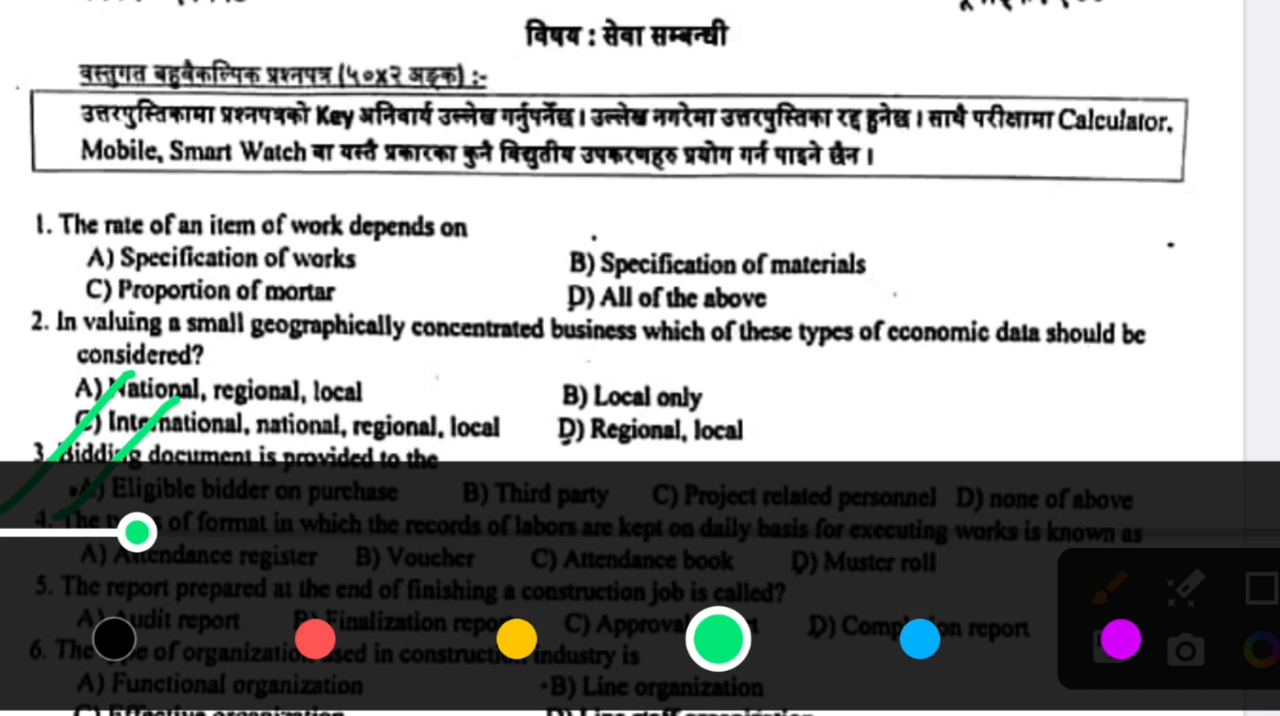 विषय : सेवा सम्बन्धी
वस्तुगत बहुवैकल्पिक प्रश्नपत्र (५०x२ अङ्क) :-
उत्तरपुस्तिकामा प्रश्नपत्रको Key अनिवार्य उल्लेख गर्नुपर्नेछ । उल्लेख नगरेमा उत्तरपुस्तिका रद्द हुनेछ । साथै परीक्षामा Calculator,
Mobile, Smart Watch वा यस्तै प्रकारका कुनै विद्युतीय उपकरणहरु प्रयोग गर्न पाइने छैन ।
1. The rate of an item of work depends on
A) Specification of works B) Specification of materials
C) Proportion of mortar D) All of the above
2. In valuing a small geographically concentrated business which of these types of economic data should be
considered?
A) National, regional, local B) Local only
C) International, national, regional, local D) Regional, local
3. Bidding document is provided to the
A) Eligible bidder on purchase B) Third party C) Project related personnel D) none of above
4. The of format in which the records of labors are kept on daily basis for executing works is known as
A) Attendance register B) Voucher C) Attendance book D) Muster roll
5. The report prepared at the end of finishing a construction job is called?
A) Audit report B) Finalization report C) Approval D) Completion report
6. The of organization used in construction industry is
A) Functional organization B) Line organization
C) Effective organization D) Line staff organization